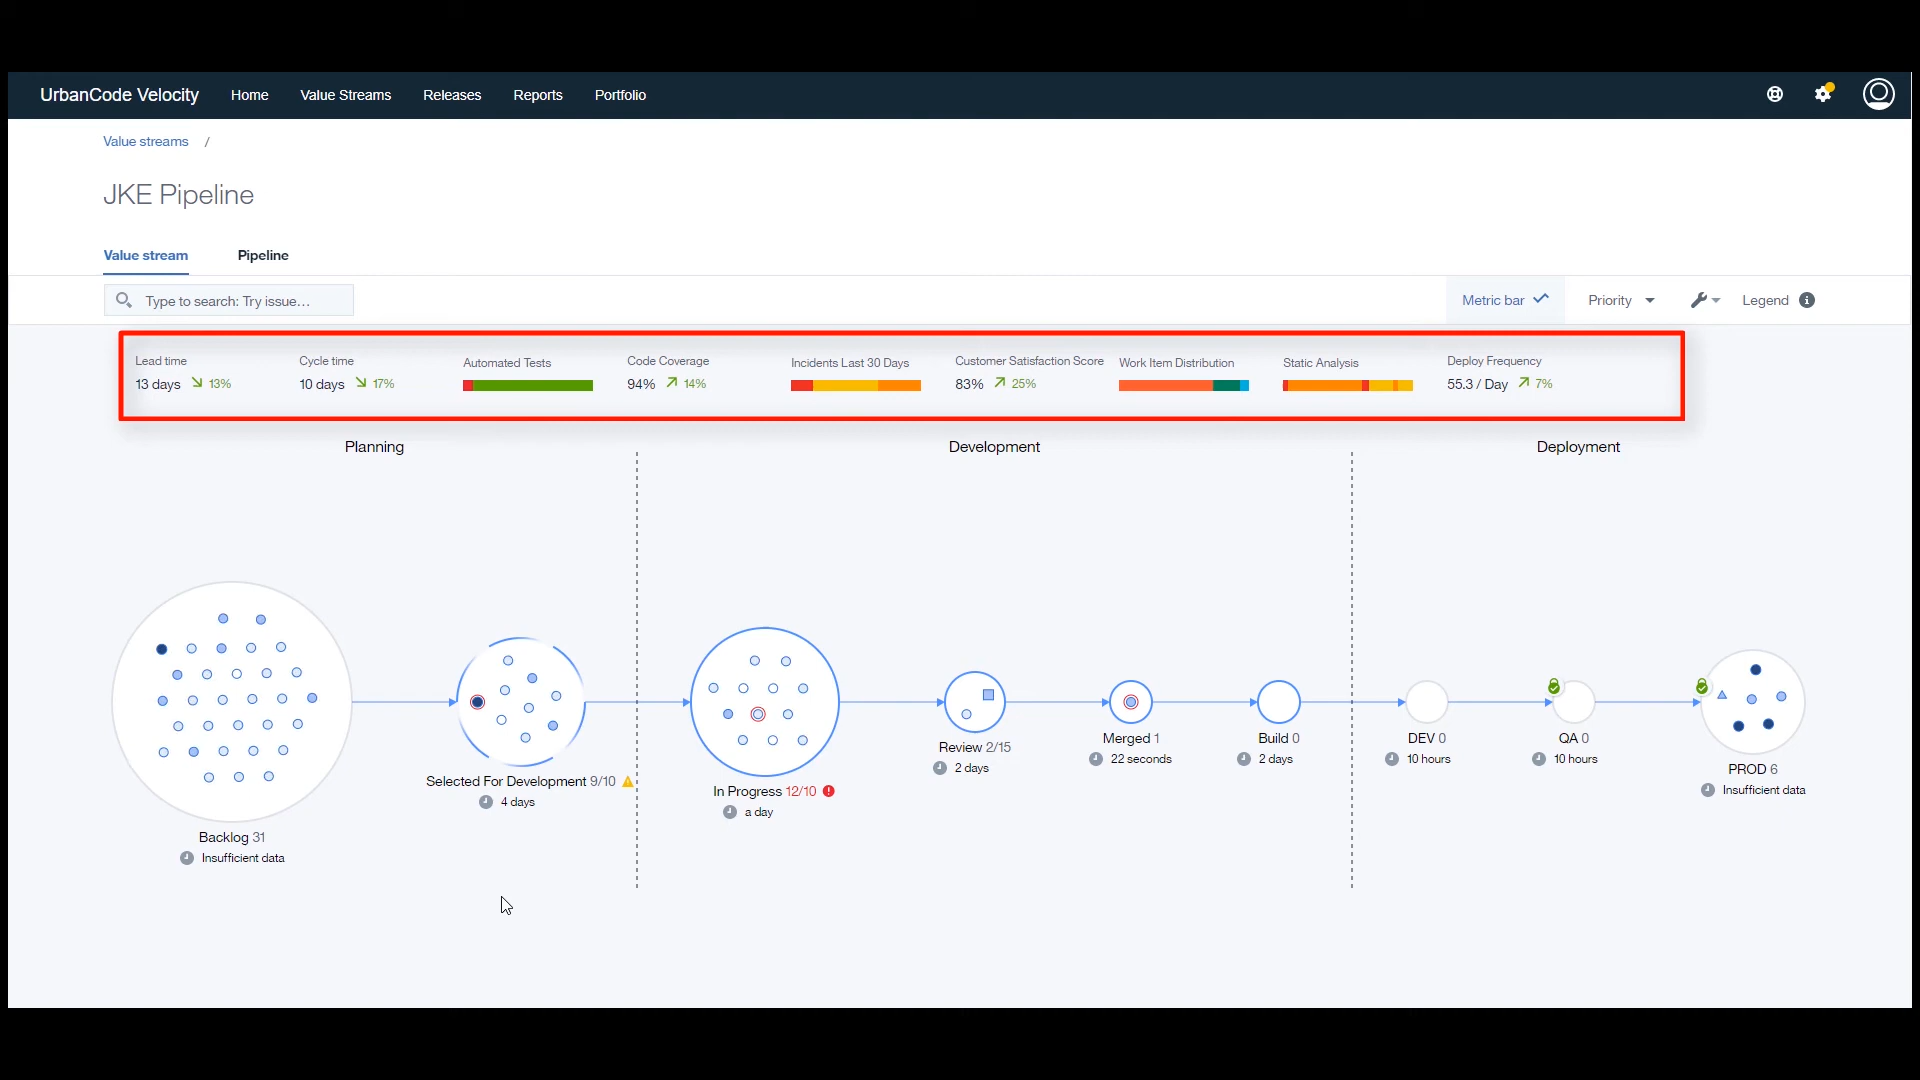 UrbanCode Velocity Home Value Streams Releases Reports Portfolio
Value streams /
JKE Pipeline
Value stream Pipeline
Type to search: Try issue... Metric bar Priority Legend
Lead time Cycle time Automated Tests Code Coverage Incidents Last 30 Days Customer Satisfaction Score Work Item Distribution Static Analysis Deploy Frequency
13 days 13% 10 days 17% 94% 14% 83% 25% 55.3 / Day 7%
Planning Development Deployment
Merged 1 Build 0 DEV 0 QA 0
Review 2/15
22 seconds 2 days 10 hours 10 hours
2 days
PROD 6
Selected For Development 9/10
In Progress 12/10
Insufficient data
4 days
a day
Backlog 31
Insufficient data